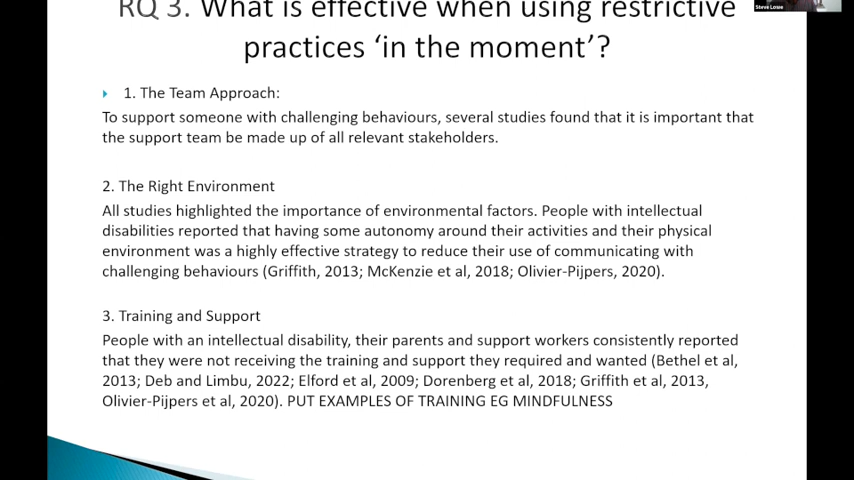 RQ 3. What is effective when using restrictive
practices ‘in the moment’?
1. The Team Approach:
To support someone with challenging behaviours, several studies found that it is important that
the support team be made up of all relevant stakeholders.
2. The Right Environment
All studies highlighted the importance of environmental factors. People with intellectual
disabilities reported that having some autonomy around their activities and their physical
environment was a highly effective strategy to reduce their use of communicating with
challenging behaviours (Griffith, 2013; McKenzie et al, 2018; Olivier-Pijpers, 2020).
3. Training and Support
People with an intellectual disability, their parents and support workers consistently reported
that they were not receiving the training and support they required and wanted (Bethel et al,
2013; Deb and Limbu, 2022; Elford et al, 2009; Dorenberg et al, 2018; Griffith et al, 2013,
Olivier-Pijpers et al, 2020). PUT EXAMPLES OF TRAINING EG MINDFULNESS